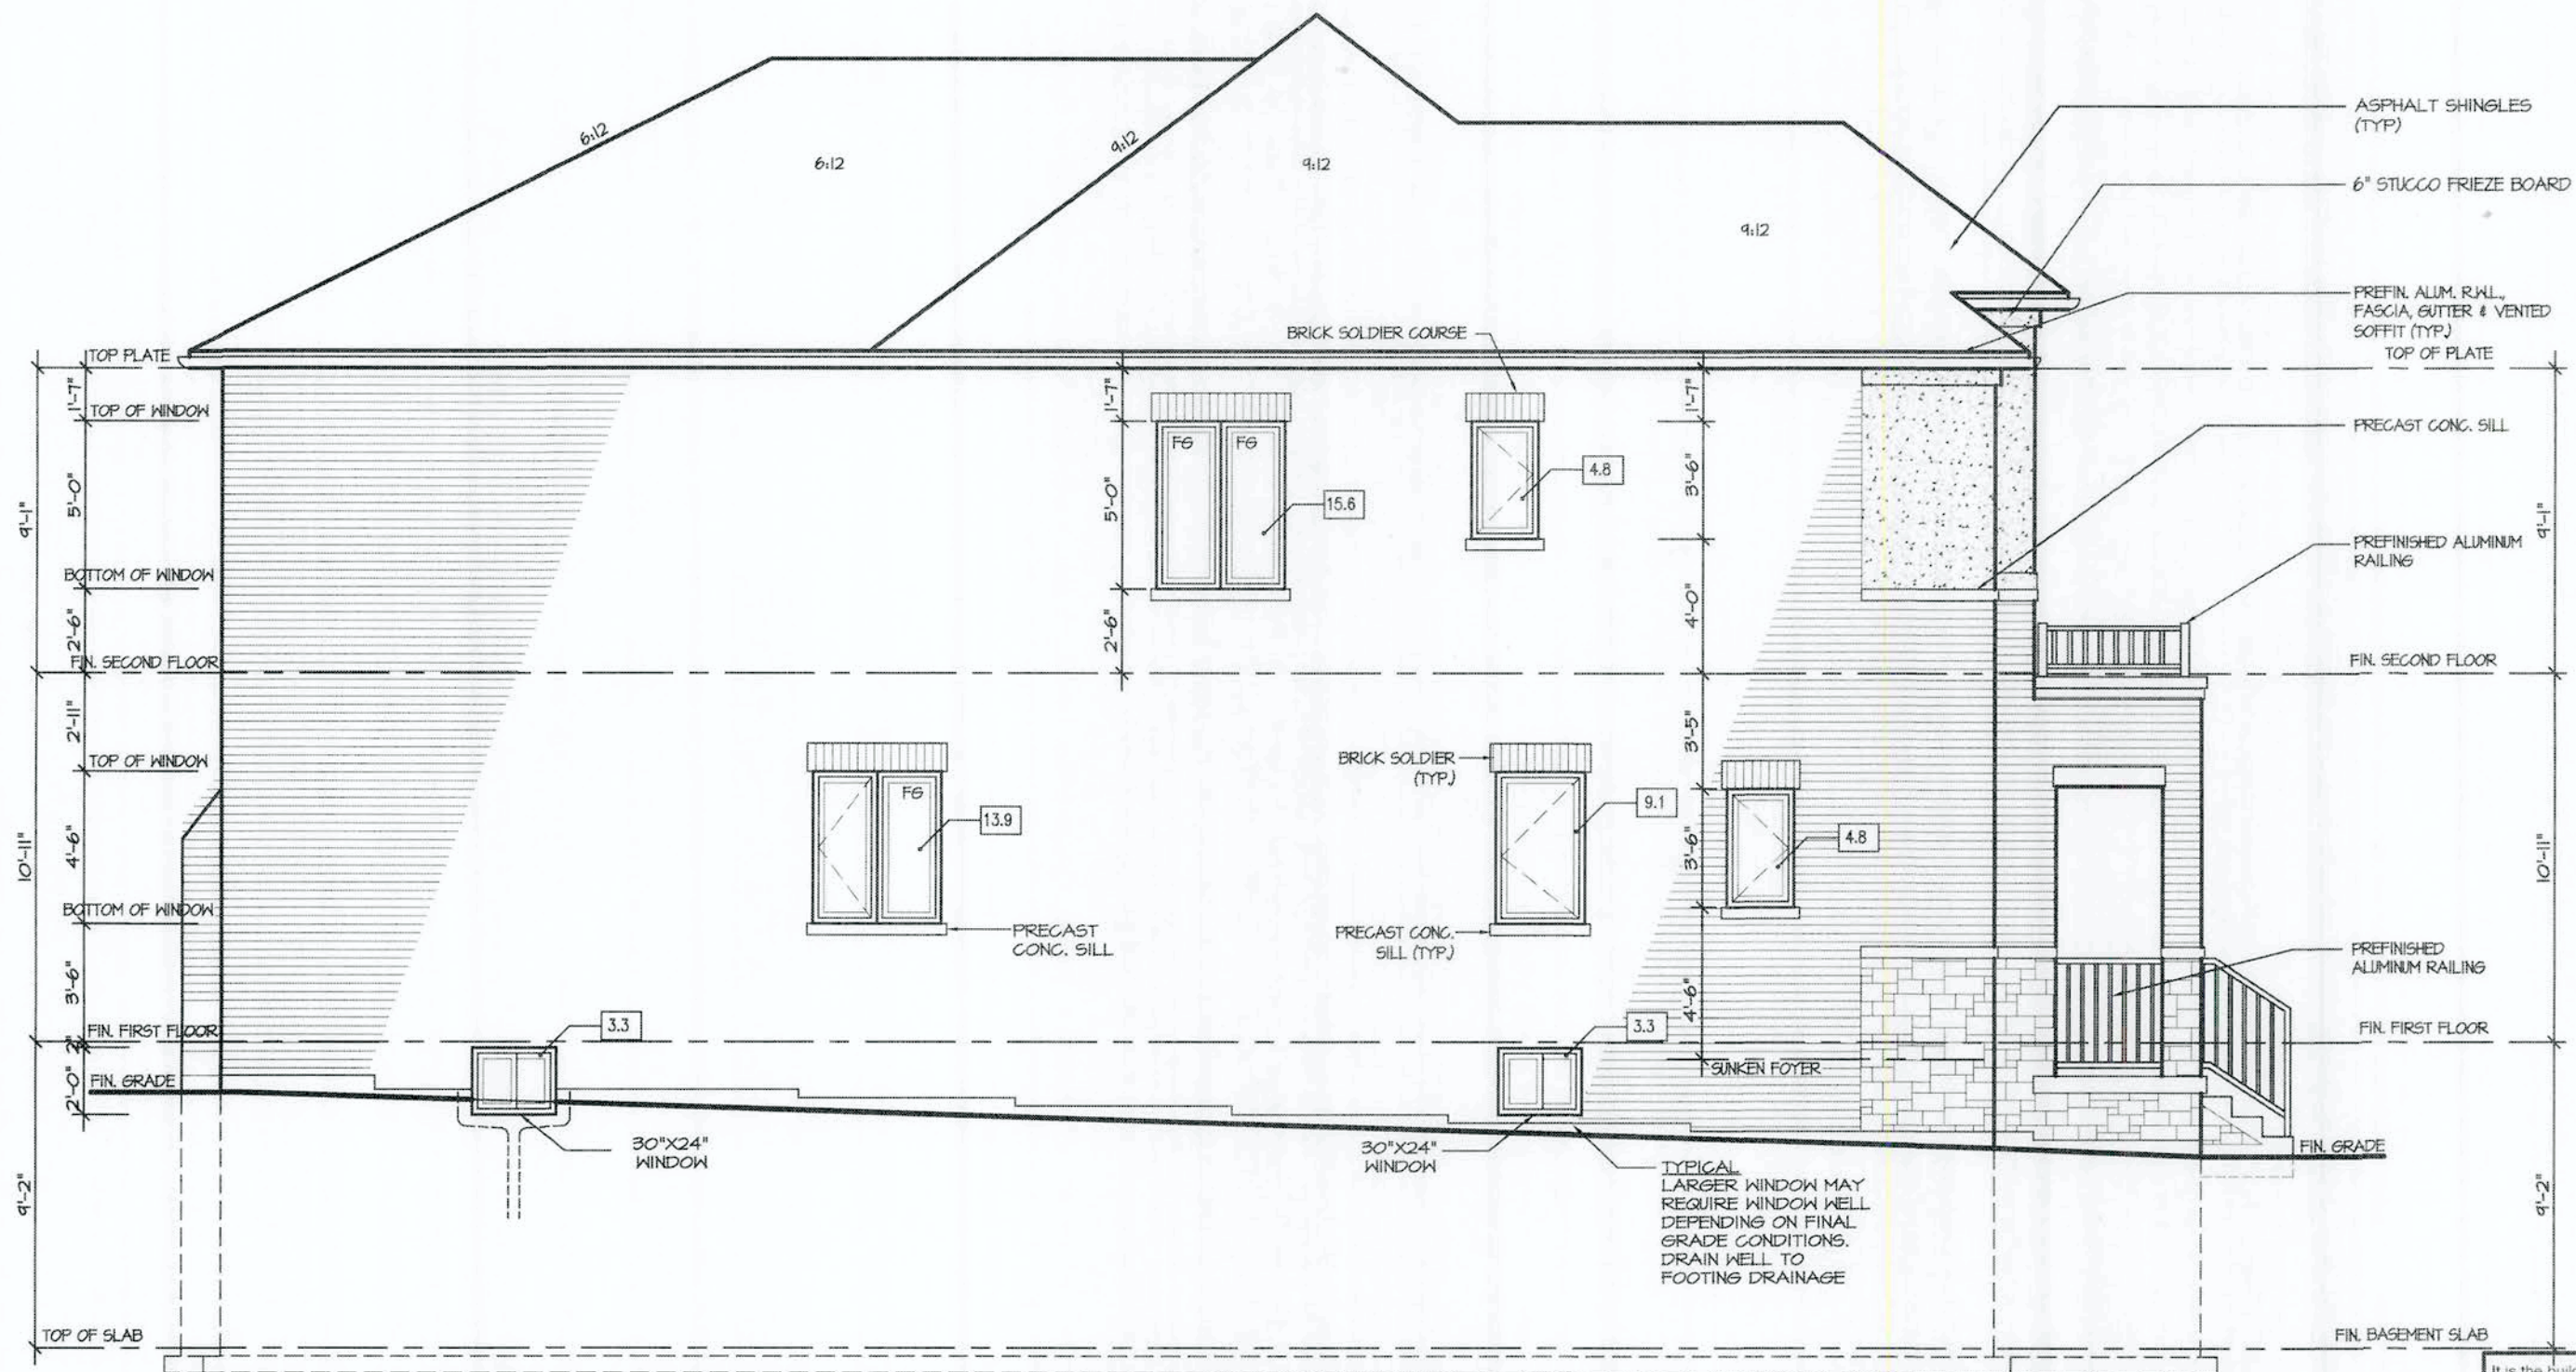 6:12
6:12
9:12
9:12
9:12
ASPHALT SHINGLES
(TYP)
6" STUCCO FRIEZE BOARD
PREFIN. ALUM. R.W.L.,
FASCIA, GUTTER & VENTED
SOFFIT (TYP.)
TOP OF PLATE
PRECAST CONC. SILL
PREFINISHED ALUMINUM
RAILING
FIN. SECOND FLOOR
PREFINISHED
ALUMINUM RAILING
FIN. FIRST FLOOR
FIN. GRADE
FIN. BASEMENT SLAB
9'-1"
10'-11"
9'-2"
TOP PLATE
1'-7"
TOP OF WINDOW
5'-0"
9'-1"
BOTTOM OF WINDOW
2'-6"
FIN. SECOND FLOOR
2'-11"
TOP OF WINDOW
4'-6"
10'-11"
BOTTOM OF WINDOW
3'-6"
FIN. FIRST FLOOR
2"
FIN. GRADE
2'-0"
9'-2"
TOP OF SLAB
BRICK SOLDIER COURSE
1'-7"
FG
FG
5'-0"
15.6
4.8
2'-6"
1'-7"
3'-6"
4'-0"
3'-5"
3'-6"
4'-6"
FG
13.9
PRECAST
CONC. SILL
BRICK SOLDIER
(TYP.)
9.1
4.8
PRECAST CONC.
SILL (TYP.)
3.3
3.3
SUNKEN FOYER
30"X24"
WINDOW
30"X24"
WINDOW
TYPICAL
LARGER WINDOW MAY
REQUIRE WINDOW WELL
DEPENDING ON FINAL
GRADE CONDITIONS.
DRAIN WELL TO
FOOTING DRAINAGE
It is the